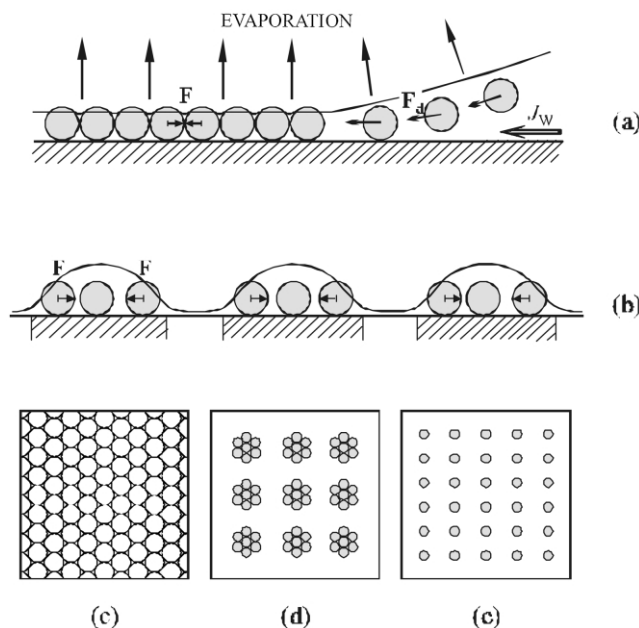 EVAPORATION
F
F_d
J_W
(a)
F F
(b)
(c) (d) (e)